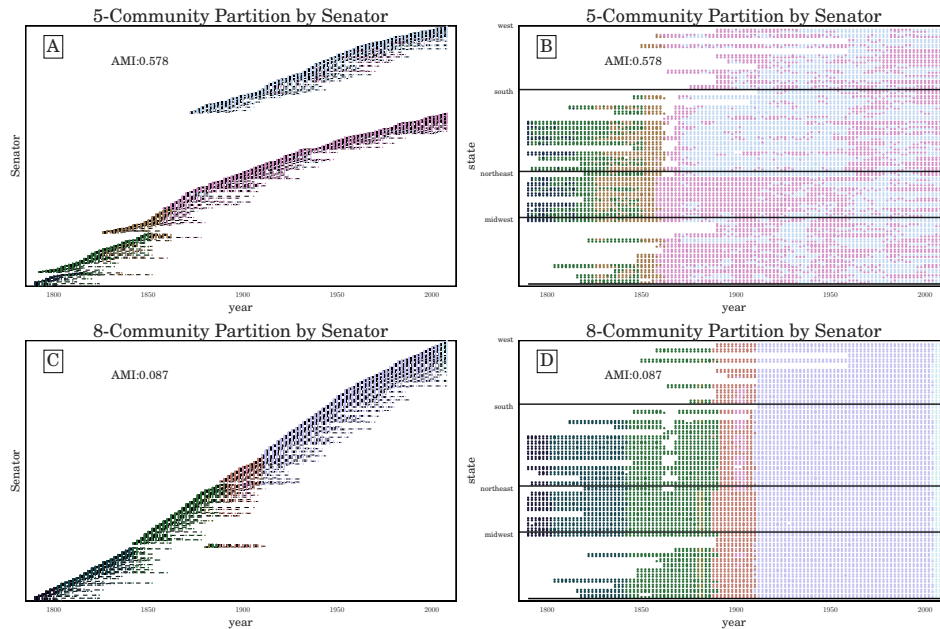 5-Community Partition by Senator
A
AMI:0.578
Senator
1800 1850 1900 1950 2000
year
5-Community Partition by Senator
B
AMI:0.578
west
south
northeast
midwest
state
1800 1850 1900 1950 2000
year
8-Community Partition by Senator
C
AMI:0.087
Senator
1800 1850 1900 1950 2000
year
8-Community Partition by Senator
D
AMI:0.087
west
south
northeast
midwest
state
1800 1850 1900 1950 2000
year